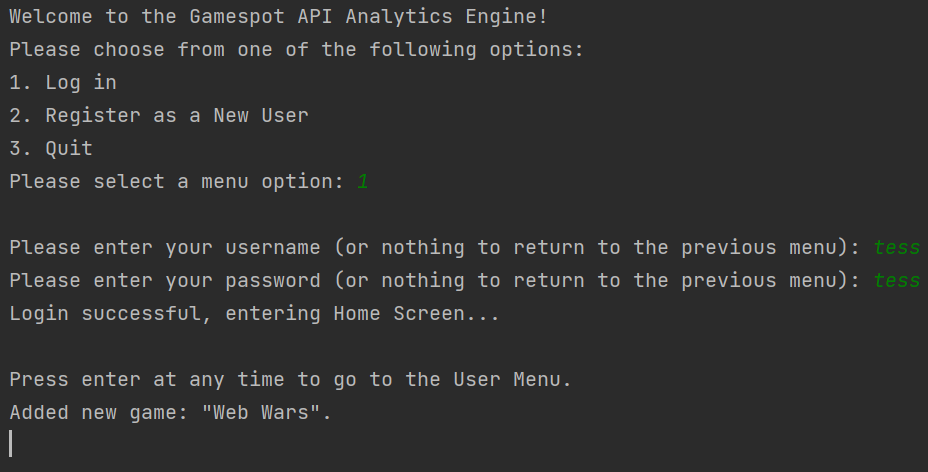 Welcome to the Gamespot API Analytics Engine!
Please choose from one of the following options:
1. Log in
2. Register as a New User
3. Quit
Please select a menu option: 1
Please enter your username (or nothing to return to the previous menu): tess
Please enter your password (or nothing to return to the previous menu): tess
Login successful, entering Home Screen...
Press enter at any time to go to the User Menu.
Added new game: "Web Wars".